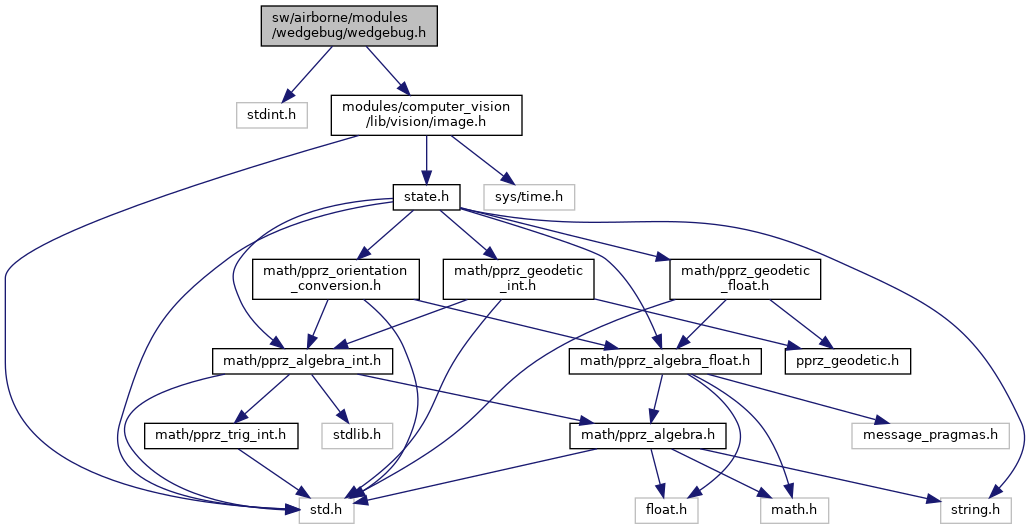 sw/airborne/modules
/wedgebug/wedgebug.h
stdint.h
modules/computer_vision
/lib/vision/image.h
state.h
sys/time.h
math/pprz_orientation
_conversion.h
math/pprz_geodetic
_int.h
math/pprz_geodetic
_float.h
math/pprz_algebra_int.h
math/pprz_algebra_float.h
pprz_geodetic.h
math/pprz_trig_int.h
stdlib.h
math/pprz_algebra.h
message_pragmas.h
std.h
float.h
math.h
string.h